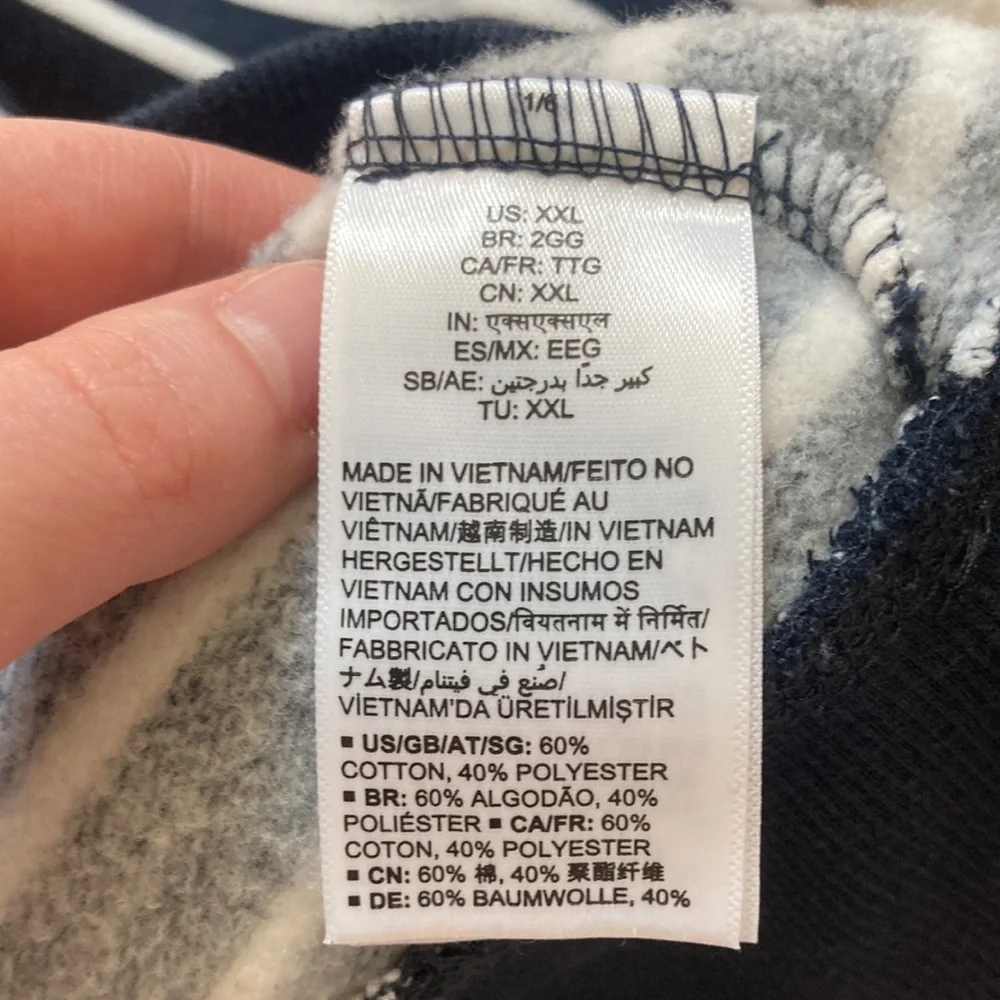 1/6
US: XXL
BR: 2GG
CA/FR: TTG
CN: XXL
IN: एक्सएक्सएल
ES/MX: EEG
SB/AE: كبير جدًا بدرجتين
TU: XXL
MADE IN VIETNAM/FEITO NO
VIETNÃ/FABRIQUÉ AU
VIÊTNAM/越南制造/IN VIETNAM
HERGESTELLT/HECHO EN
VIETNAM CON INSUMOS
IMPORTADOS/वियतनाम में निर्मित/
FABBRICATO IN VIETNAM/ベト
ナム製/صُنع في فيتنام/
VİETNAM'DA ÜRETİLMİŞTİR
▪ US/GB/AT/SG: 60%
COTTON, 40% POLYESTER
▪ BR: 60% ALGODÃO, 40%
POLIÉSTER ▪ CA/FR: 60%
COTON, 40% POLYESTER
▪ CN: 60% 棉, 40% 聚酯纤维
▪ DE: 60% BAUMWOLLE, 40%